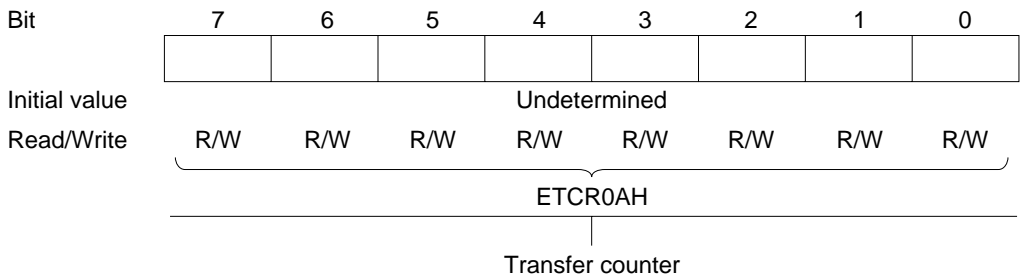 Bit 7 6 5 4 3 2 1 0
Initial value Undetermined
Read/Write R/W R/W R/W R/W R/W R/W R/W R/W
ETCR0AH
Transfer counter